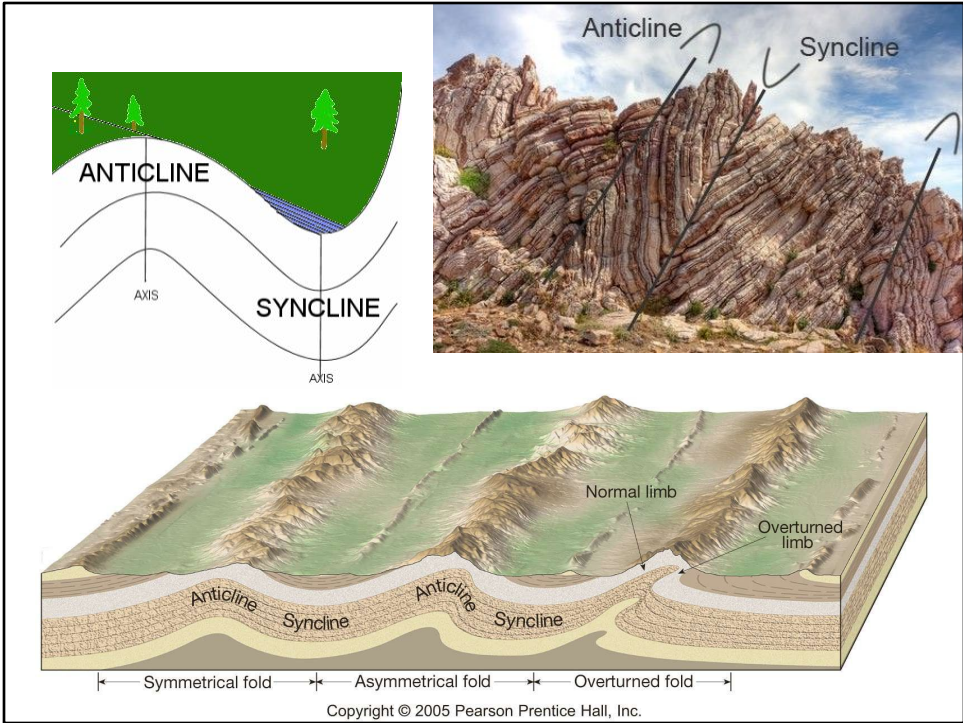 ANTICLINE
AXIS
SYNCLINE
AXIS
Anticline
Syncline
Normal limb
Overturned
limb
Anticline
Syncline
Anticline
Syncline
Symmetrical fold
Asymmetrical fold
Overturned fold
Copyright © 2005 Pearson Prentice Hall, Inc.